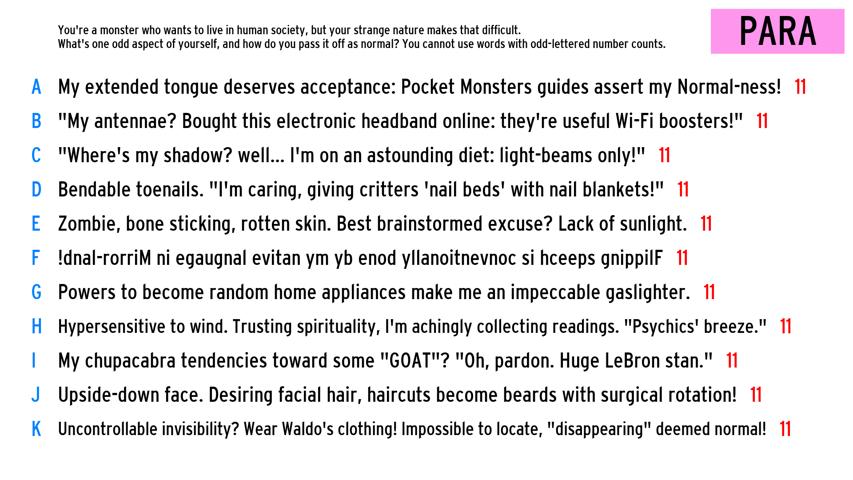 You're a monster who wants to live in human society, but your strange nature makes that difficult.
What's one odd aspect of yourself, and how do you pass it off as normal? You cannot use words with odd-lettered number counts.
PARA
A My extended tongue deserves acceptance: Pocket Monsters guides assert my Normal-ness! 11
B "My antennae? Bought this electronic headband online: they're useful Wi-Fi boosters!" 11
C "Where's my shadow? well... I'm on an astounding diet: light-beams only!" 11
D Bendable toenails. "I'm caring, giving critters 'nail beds' with nail blankets!" 11
E Zombie, bone sticking, rotten skin. Best brainstormed excuse? Lack of sunlight. 11
F !dnal-rorriM ni egaugnal evitan ym yb enod yllanoitnevnoc si hceeps gnippilF 11
G Powers to become random home appliances make me an impeccable gaslighter. 11
H Hypersensitive to wind. Trusting spirituality, I'm achingly collecting readings. "Psychics' breeze." 11
I My chupacabra tendencies toward some "GOAT"? "Oh, pardon. Huge LeBron stan." 11
J Upside-down face. Desiring facial hair, haircuts become beards with surgical rotation! 11
K Uncontrollable invisibility? Wear Waldo's clothing! Impossible to locate, "disappearing" deemed normal! 11